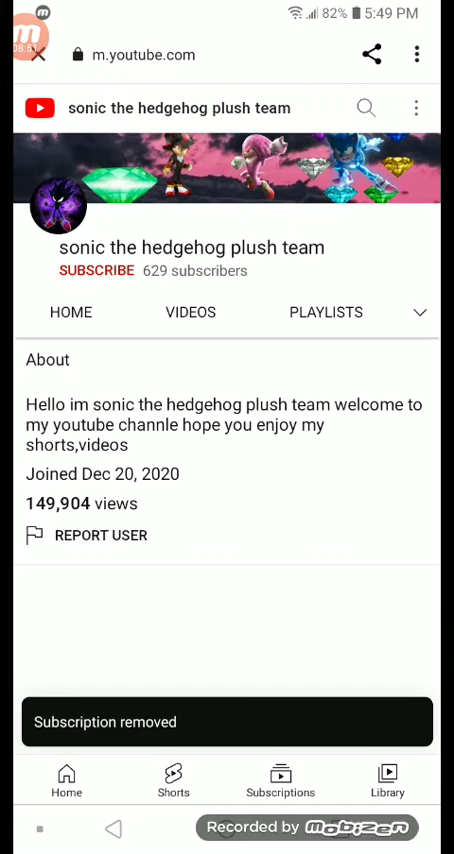 m
82% 5:49 PM
m
08:51
m.youtube.com
sonic the hedgehog plush team
sonic the hedgehog plush team
SUBSCRIBE 629 subscribers
HOME VIDEOS PLAYLISTS
About
Hello im sonic the hedgehog plush team welcome to
my youtube channle hope you enjoy my
shorts,videos
Joined Dec 20, 2020
149,904 views
REPORT USER
Subscription removed
Home Shorts Subscriptions Library
Recorded by mobizen